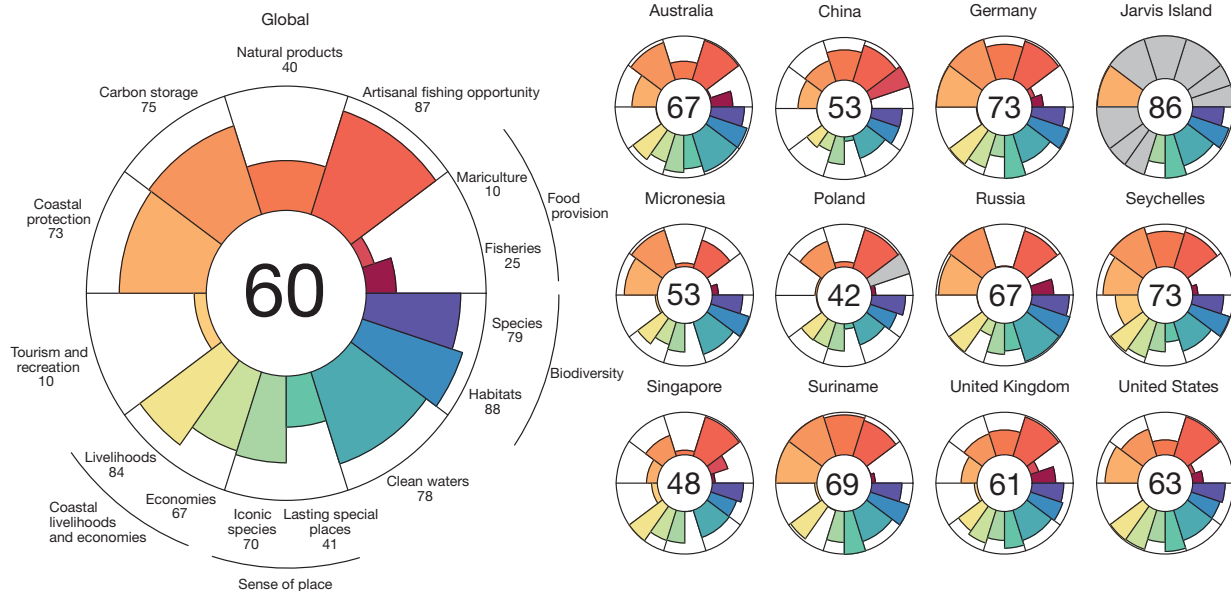 Global
Natural products
40
Carbon storage
75
Artisanal fishing opportunity
87
Mariculture
10
Food
provision
Coastal
protection
73
Fisheries
25
60
Species
79
Tourism and
recreation
10
Biodiversity
Habitats
88
Livelihoods
84
Clean waters
78
Economies
67
Coastal
livelihoods
and economies
Iconic
species
70
Lasting special
places
41
Sense of place
Australia
67
China
53
Germany
73
Jarvis Island
86
Micronesia
53
Poland
42
Russia
67
Seychelles
73
Singapore
48
Suriname
69
United Kingdom
61
United States
63